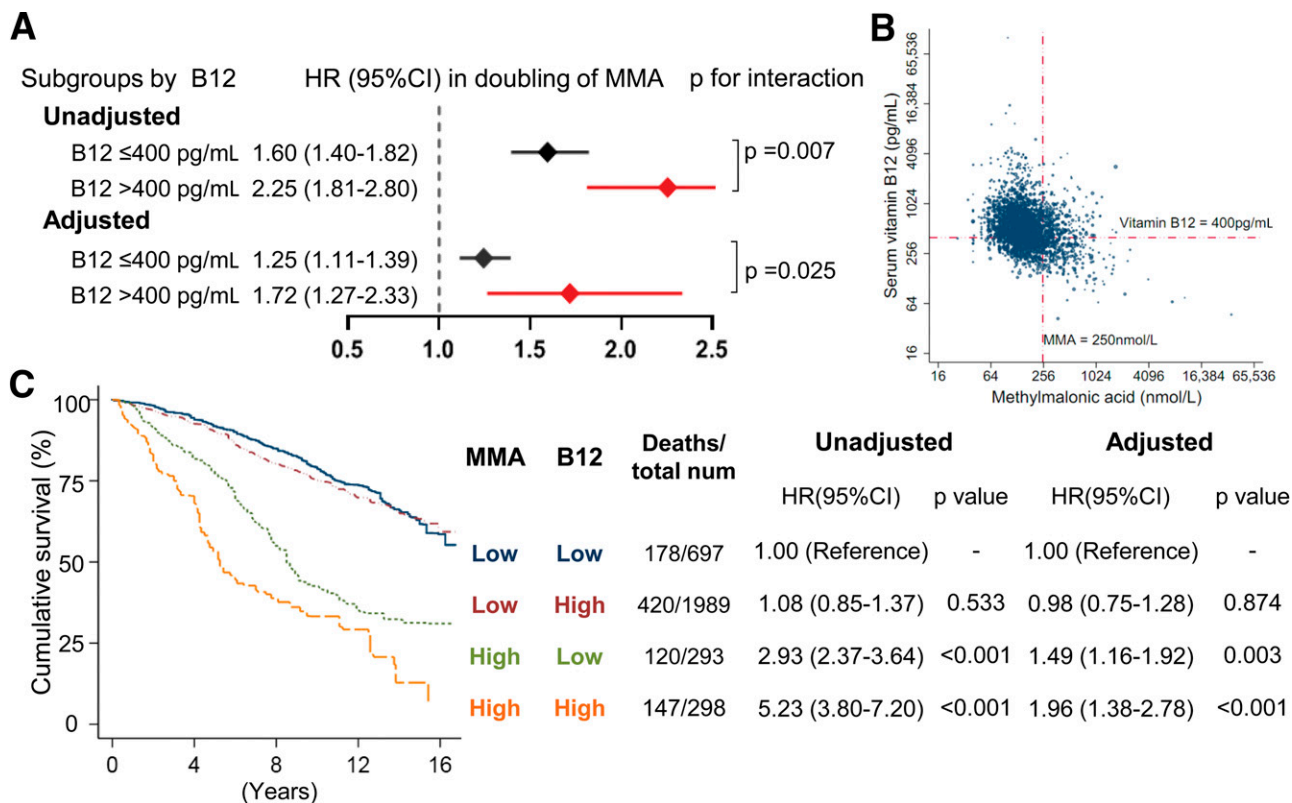 A
Subgroups by B12 HR (95%CI) in doubling of MMA p for interaction
Unadjusted
B12 ≤400 pg/mL 1.60 (1.40-1.82)
p =0.007
B12 >400 pg/mL 2.25 (1.81-2.80)
Adjusted
B12 ≤400 pg/mL 1.25 (1.11-1.39)
p =0.025
B12 >400 pg/mL 1.72 (1.27-2.33)
0.5 1.0 1.5 2.0 2.5
B
Serum vitamin B12 (pg/mL)
65,536
16,384
4096
1024
256
64
16
Vitamin B12 = 400pg/mL
MMA = 250nmol/L
16 64 256 1024 4096 16,384 65,536
Methylmalonic acid (nmol/L)
C
Cumulative survival (%)
100
75
50
25
0
0 4 8 12 16
(Years)
MMA B12 Deaths/ total num Unadjusted Adjusted
HR(95%CI) p value HR(95%CI) p value
Low Low 178/697 1.00 (Reference) - 1.00 (Reference) -
Low High 420/1989 1.08 (0.85-1.37) 0.533 0.98 (0.75-1.28) 0.874
High Low 120/293 2.93 (2.37-3.64) <0.001 1.49 (1.16-1.92) 0.003
High High 147/298 5.23 (3.80-7.20) <0.001 1.96 (1.38-2.78) <0.001